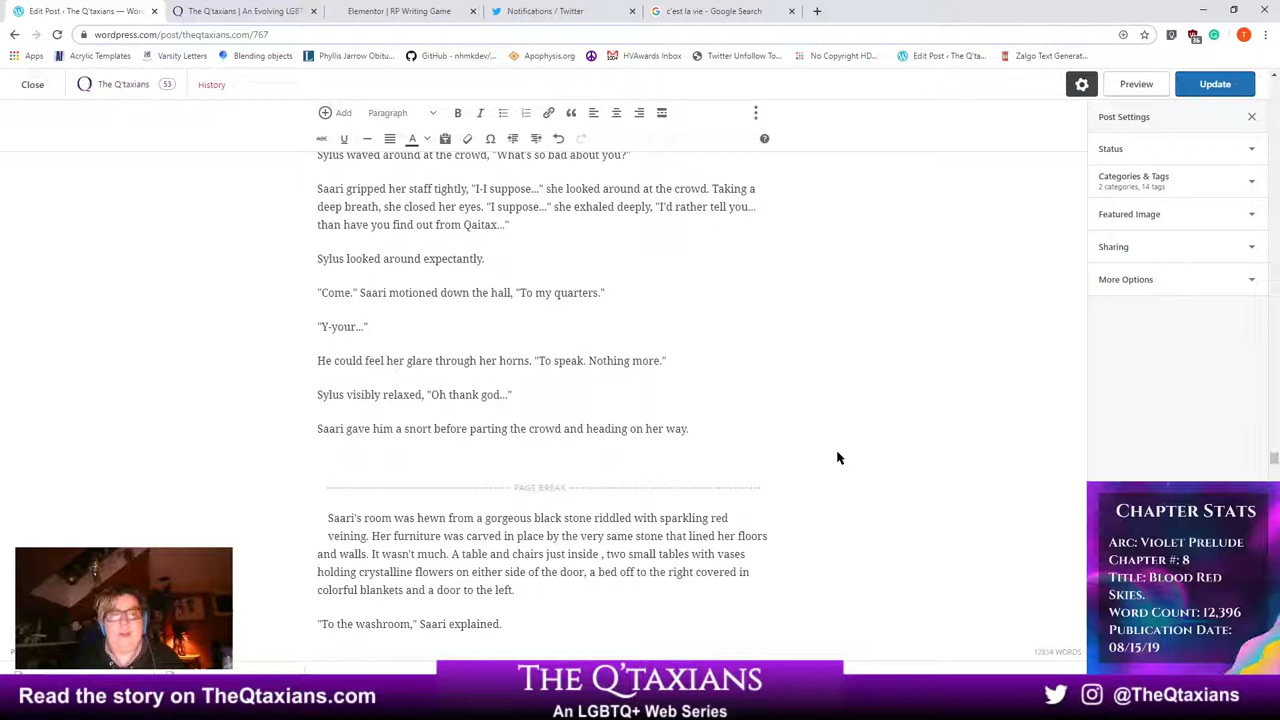 Edit Post ‹ The Q'taxians — Wor
The Q'taxians | An Evolving LGBT
Elementor | RP Writing Game
Notifications / Twitter
c'est la vie - Google Search
wordpress.com/post/theqtaxians.com/767
Apps
Acrylic Templates
Varsity Letters
Blending objects
Phyllis Jarrow Obitu...
GitHub - nhmkdev/...
Apophysis.org
HVAwards Inbox
Twitter Unfollow To...
No Copyright HD...
Edit Post ‹ The Q'ta...
Zalgo Text Generat...
Close
The Q'taxians
53
History
Preview
Update
Add
Paragraph
Post Settings
Sylus waved around at the crowd, "What's so bad about you?"
Saari gripped her staff tightly, "I-I suppose..." she looked around at the crowd. Taking a
deep breath, she closed her eyes. "I suppose..." she exhaled deeply, "I'd rather tell you...
than have you find out from Qaitax..."
Sylus looked around expectantly.
"Come." Saari motioned down the hall, "To my quarters."
"Y-your..."
He could feel her glare through her horns. "To speak. Nothing more."
Sylus visibly relaxed, "Oh thank god..."
Saari gave him a snort before parting the crowd and heading on her way.
PAGE BREAK
Saari's room was hewn from a gorgeous black stone riddled with sparkling red
veining. Her furniture was carved in place by the very same stone that lined her floors
and walls. It wasn't much. A table and chairs just inside , two small tables with vases
holding crystalline flowers on either side of the door, a bed off to the right covered in
colorful blankets and a door to the left.
"To the washroom," Saari explained.
12814 WORDS
Status
Categories & Tags
2 categories, 14 tags
Featured Image
Sharing
More Options
Chapter Stats
Arc: Violet Prelude
Chapter #: 8
Title: Blood Red
Skies.
Word Count: 12,396
Publication Date:
08/15/19
Read the story on TheQtaxians.com
The Q'taxians
An LGBTQ+ Web Series
@TheQtaxians